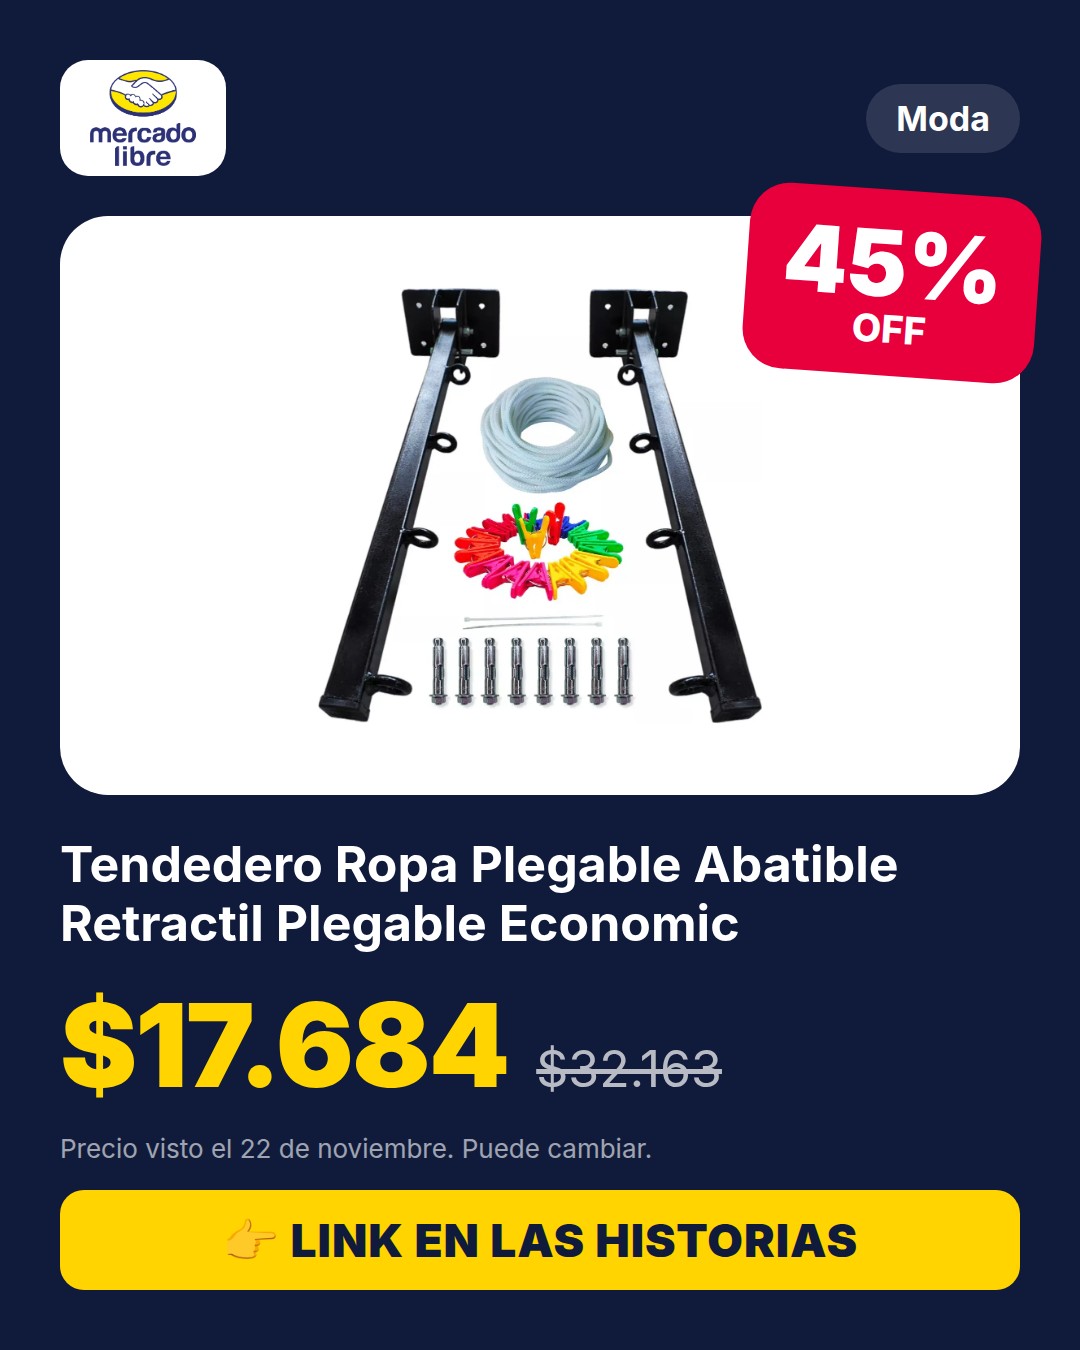 mercado
libre
Moda
45%
OFF
Tendedero Ropa Plegable Abatible
Retractil Plegable Economic
$17.684 $32.163
Precio visto el 22 de noviembre. Puede cambiar.
👉 LINK EN LAS HISTORIAS